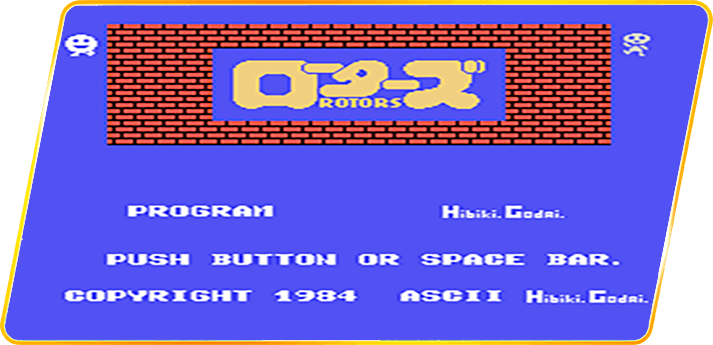 ローターズ
ROTORS
PROGRAM Hibiki.Godai.
PUSH BUTTON OR SPACE BAR.
COPYRIGHT 1984 ASCII Hibiki.Godai.